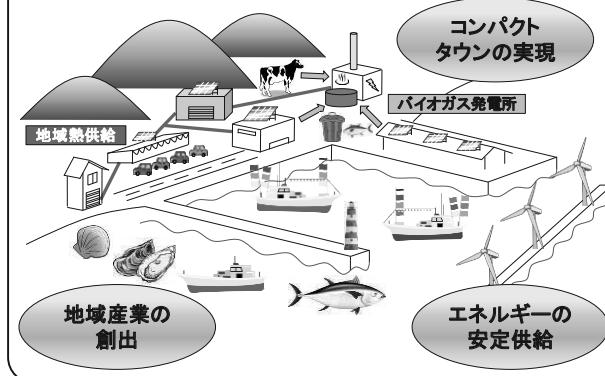 コンパクト
タウンの実現
バイオガス発電所
地域熱供給
地域産業の
創出
エネルギーの
安定供給